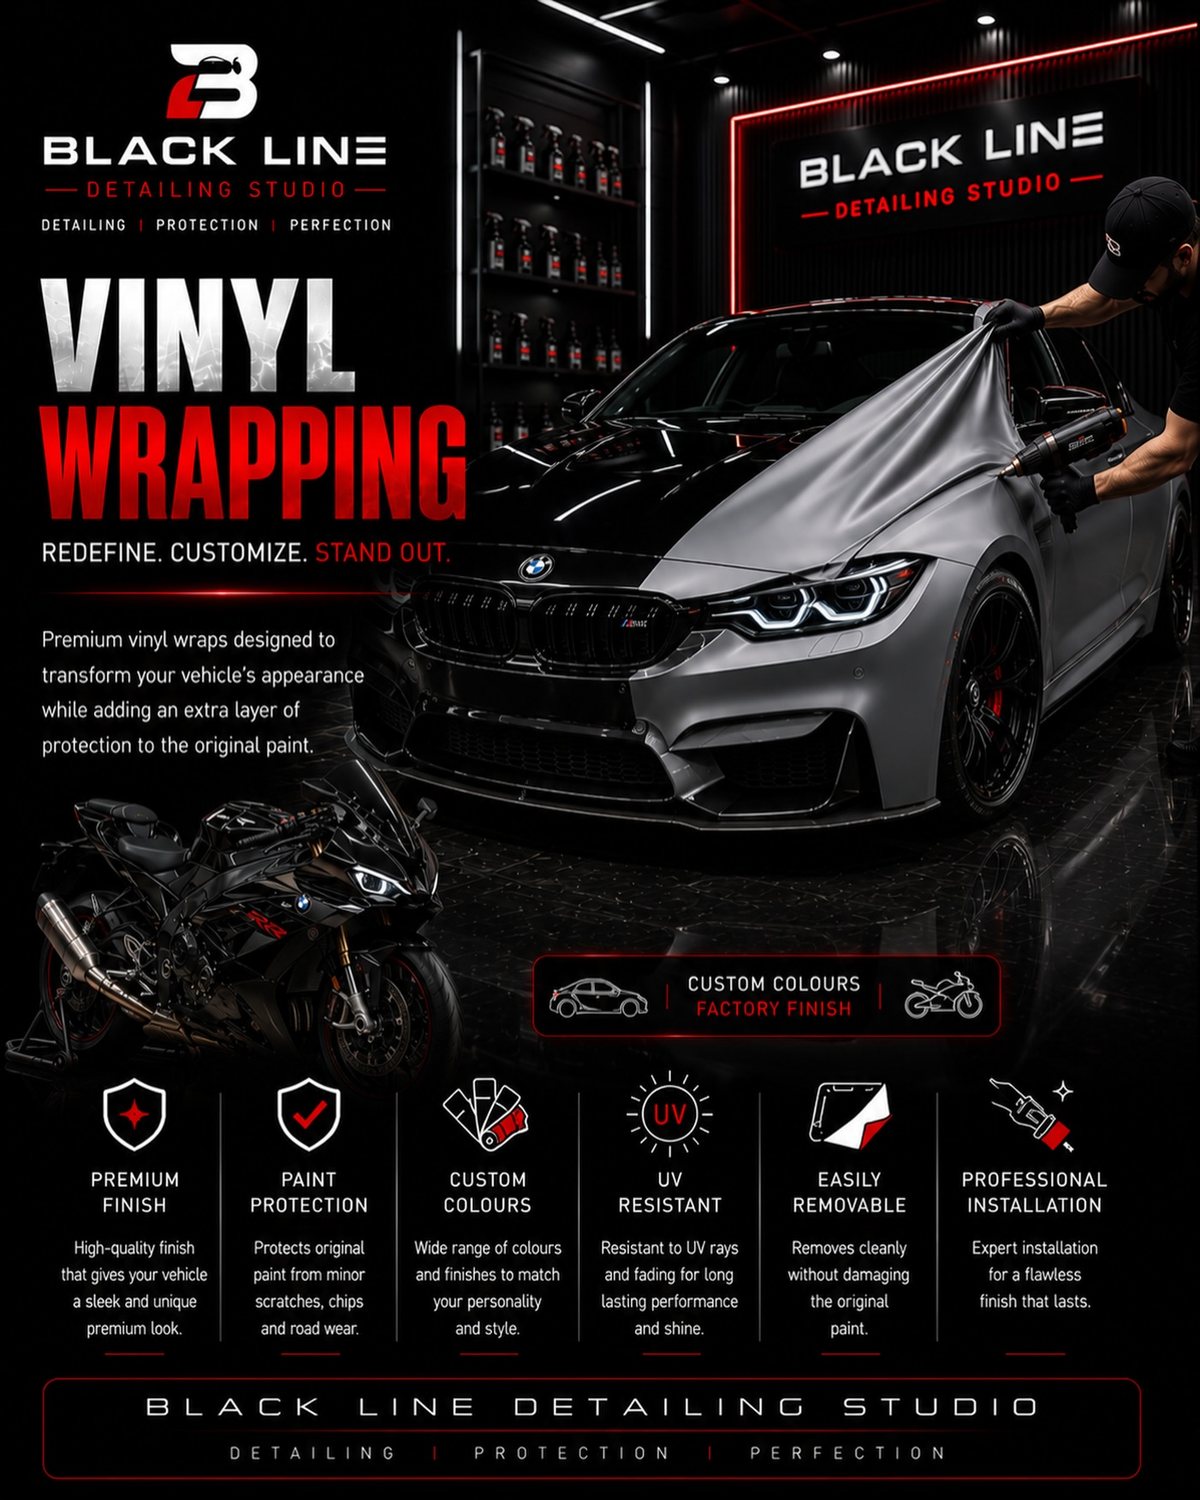 BLACK LINE
DETAILING STUDIO
DETAILING | PROTECTION | PERFECTION
BLACK LINE
DETAILING STUDIO
VINYL
WRAPPING
REDEFINE. CUSTOMIZE. STAND OUT.
Premium vinyl wraps designed to
transform your vehicle's appearance
while adding an extra layer of
protection to the original paint.
RR
CUSTOM COLOURS
FACTORY FINISH
UV
PREMIUM
FINISH
High-quality finish
that gives your vehicle
a sleek and unique
premium look.
PAINT
PROTECTION
Protects original
paint from minor
scratches, chips
and road wear.
CUSTOM
COLOURS
Wide range of colours
and finishes to match
your personality
and style.
UV
RESISTANT
Resistant to UV rays
and fading for long
lasting performance
and shine.
EASILY
REMOVABLE
Removes cleanly
without damaging
the original
paint.
PROFESSIONAL
INSTALLATION
Expert installation
for a flawless
finish that lasts.
BLACK LINE DETAILING STUDIO
DETAILING | PROTECTION | PERFECTION